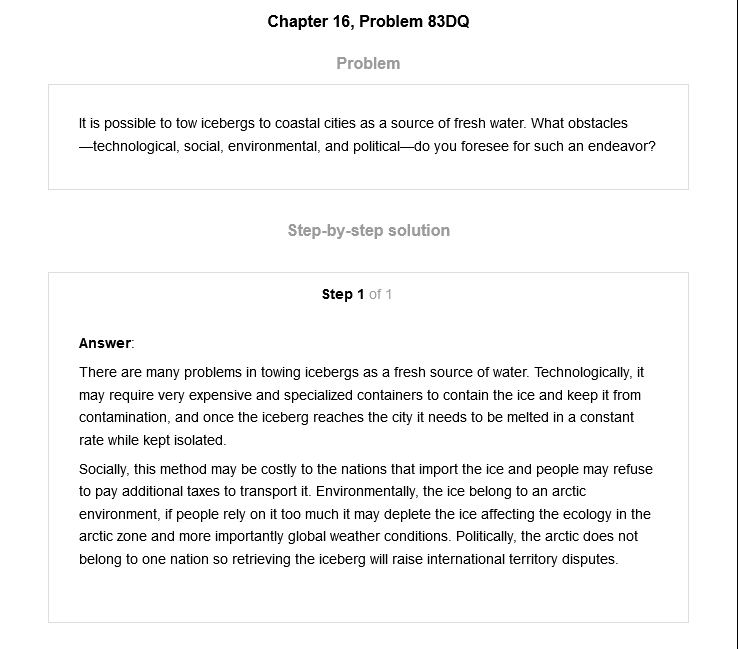 Chapter 16, Problem 83DQ
Problem
It is possible to tow icebergs to coastal cities as a source of fresh water. What obstacles
—technological, social, environmental, and political—do you foresee for such an endeavor?
Step-by-step solution
Step 1 of 1
Answer:
There are many problems in towing icebergs as a fresh source of water. Technologically, it
may require very expensive and specialized containers to contain the ice and keep it from
contamination, and once the iceberg reaches the city it needs to be melted in a constant
rate while kept isolated.
Socially, this method may be costly to the nations that import the ice and people may refuse
to pay additional taxes to transport it. Environmentally, the ice belong to an arctic
environment, if people rely on it too much it may deplete the ice affecting the ecology in the
arctic zone and more importantly global weather conditions. Politically, the arctic does not
belong to one nation so retrieving the iceberg will raise international territory disputes.